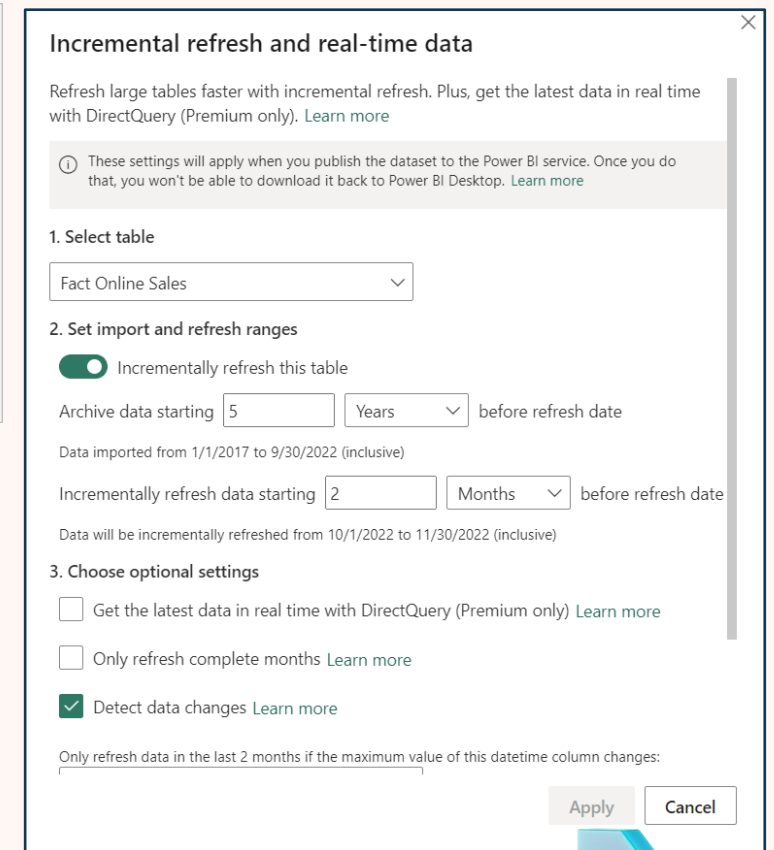 Incremental refresh and real-time data
Refresh large tables faster with incremental refresh. Plus, get the latest data in real time
with DirectQuery (Premium only). Learn more
These settings will apply when you publish the dataset to the Power BI service. Once you do
that, you won't be able to download it back to Power BI Desktop. Learn more
1. Select table
Fact Online Sales
2. Set import and refresh ranges
Incrementally refresh this table
Archive data starting 5 Years before refresh date
Data imported from 1/1/2017 to 9/30/2022 (inclusive)
Incrementally refresh data starting 2 Months before refresh date
Data will be incrementally refreshed from 10/1/2022 to 11/30/2022 (inclusive)
3. Choose optional settings
Get the latest data in real time with DirectQuery (Premium only) Learn more
Only refresh complete months Learn more
Detect data changes Learn more
Only refresh data in the last 2 months if the maximum value of this datetime column changes:
Apply Cancel